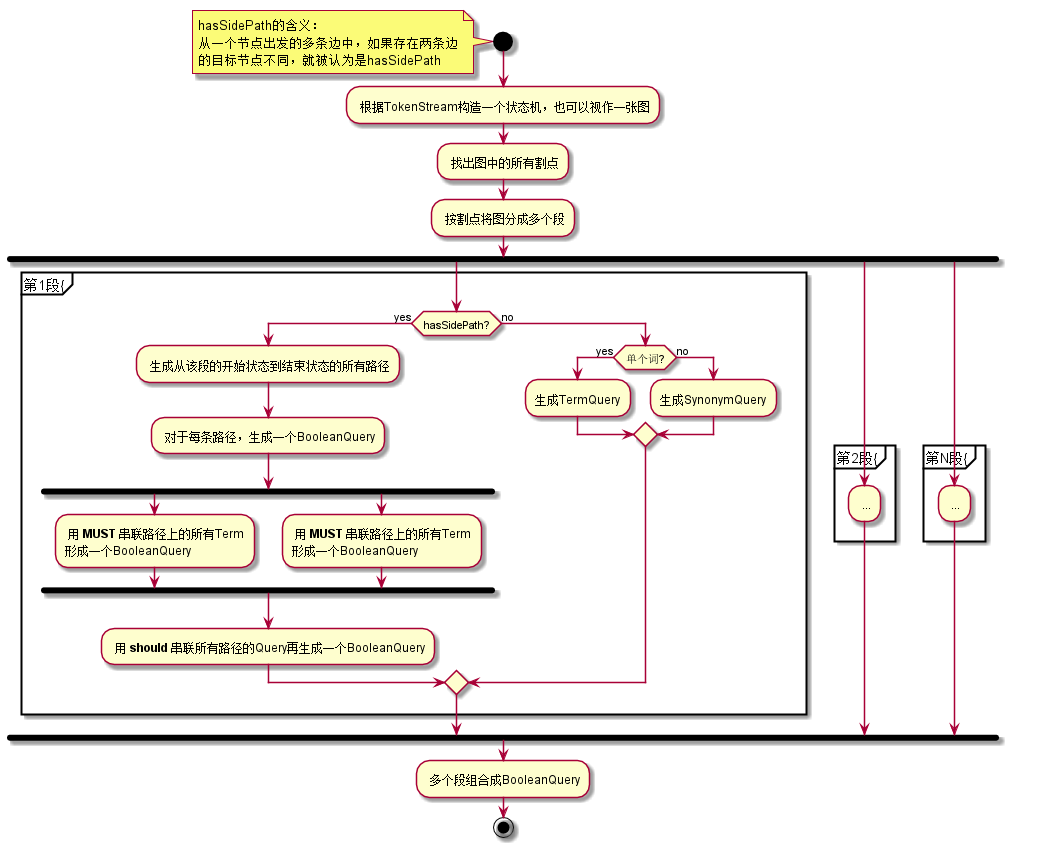 hasSidePath的含义：
从一个节点出发的多条边中，如果存在两条边
的目标节点不同，就被认为是hasSidePath
根据TokenStream构造一个状态机，也可以视作一张图
找出图中的所有割点
按割点将图分成多个段
第1段{
hasSidePath?
yes
no
生成从该段的开始状态到结束状态的所有路径
对于每条路径，生成一个BooleanQuery
用 MUST 串联路径上的所有Term
形成一个BooleanQuery
用 MUST 串联路径上的所有Term
形成一个BooleanQuery
用 should 串联所有路径的Query再生成一个BooleanQuery
单个词?
yes
no
生成TermQuery
生成SynonymQuery
第2段{
...
第N段{
...
多个段组合成BooleanQuery